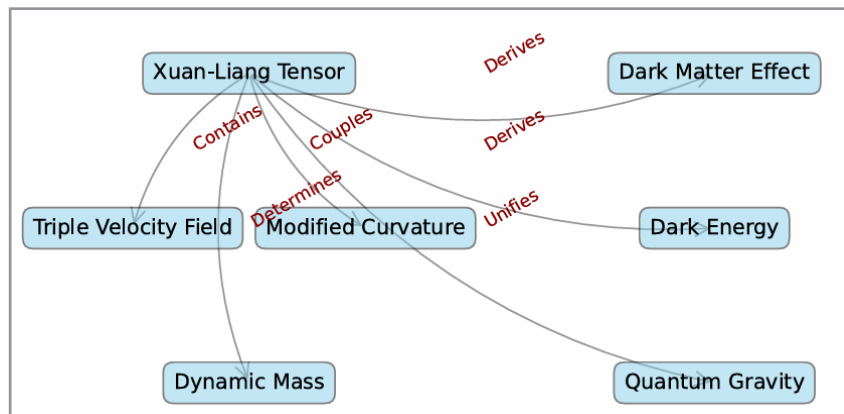 Derives
Xuan-Liang Tensor
Dark Matter Effect
Contains
Couples
Derives
Determines
Unifies
Triple Velocity Field
Modified Curvature
Dark Energy
Dynamic Mass
Quantum Gravity